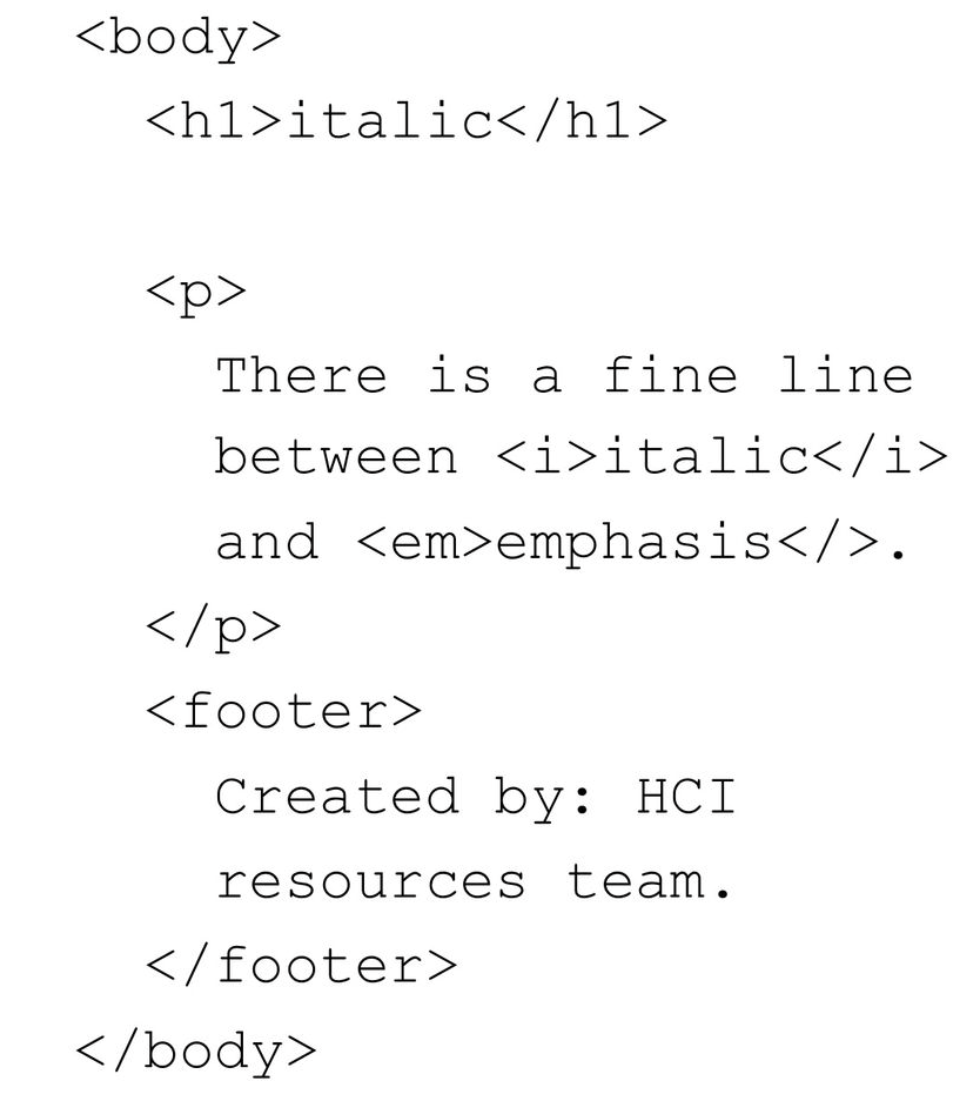 <body>
<h1>italic</h1>
<p>
There is a fine line
between <i>italic</i>
and <em>emphasis</>.
</p>
<footer>
Created by: HCI
resources team.
</footer>
</body>